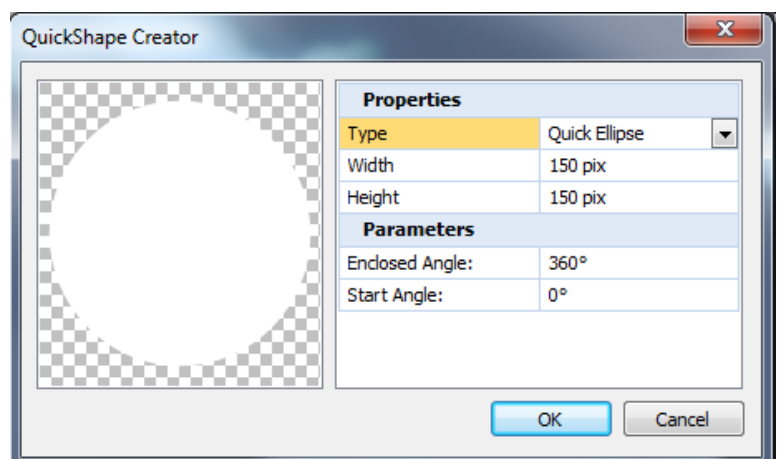 QuickShape Creator
Properties
Type Quick Ellipse
Width 150 pix
Height 150 pix
Parameters
Enclosed Angle: 360°
Start Angle: 0°
OK Cancel